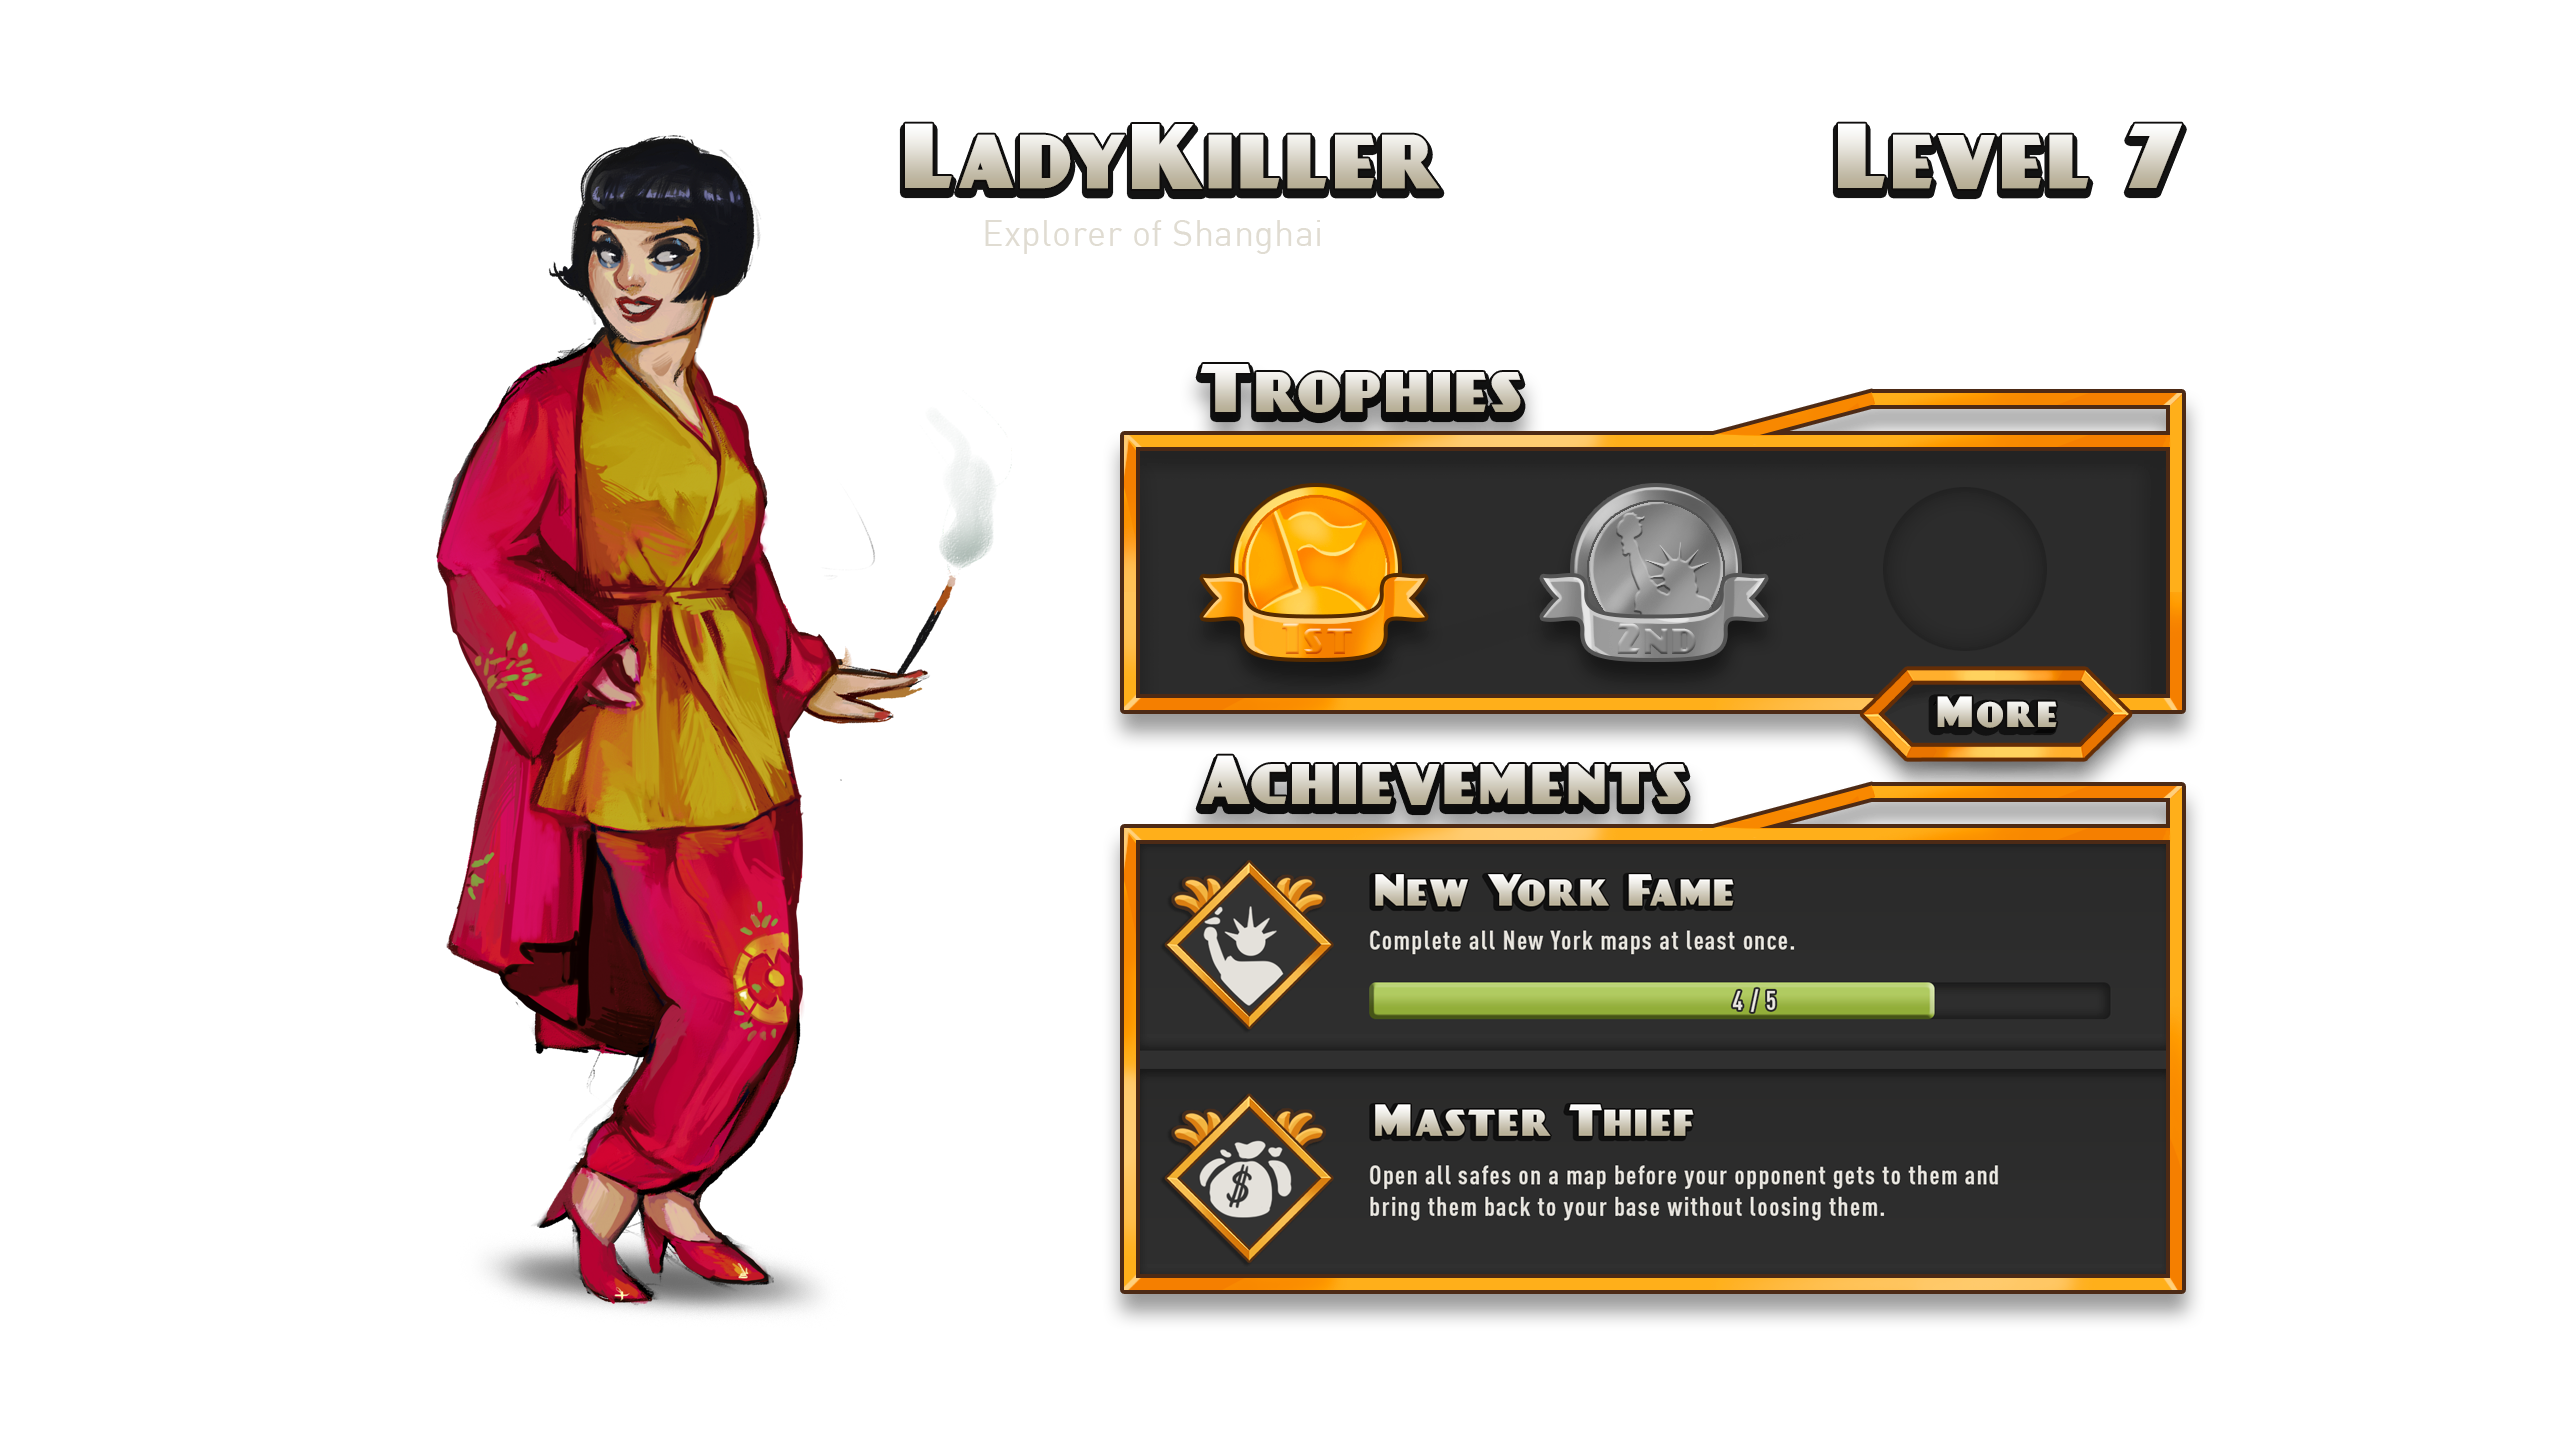 LadyKiller
Level 7
Explorer of Shanghai
Trophies
1st
2nd
More
Achievements
New York Fame
Complete all New York maps at least once.
4 / 5
Master Thief
Open all safes on a map before your opponent gets to them and
bring them back to your base without loosing them.